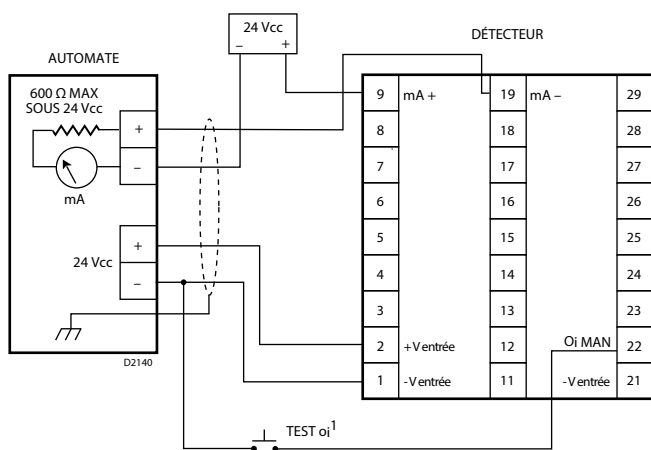 24 Vcc
– +
AUTOMATE
DÉTECTEUR
600 Ω MAX
SOUS 24 Vcc
+
–
mA
24 Vcc
+
–
D2140
9 mA + 19 mA – 29
8 18 28
7 17 27
6 16 26
5 15 25
4 14 24
3 13 23
2 +V entrée 12 Oi MAN 22
1 -V entrée 11 -V entrée 21
TEST oi1